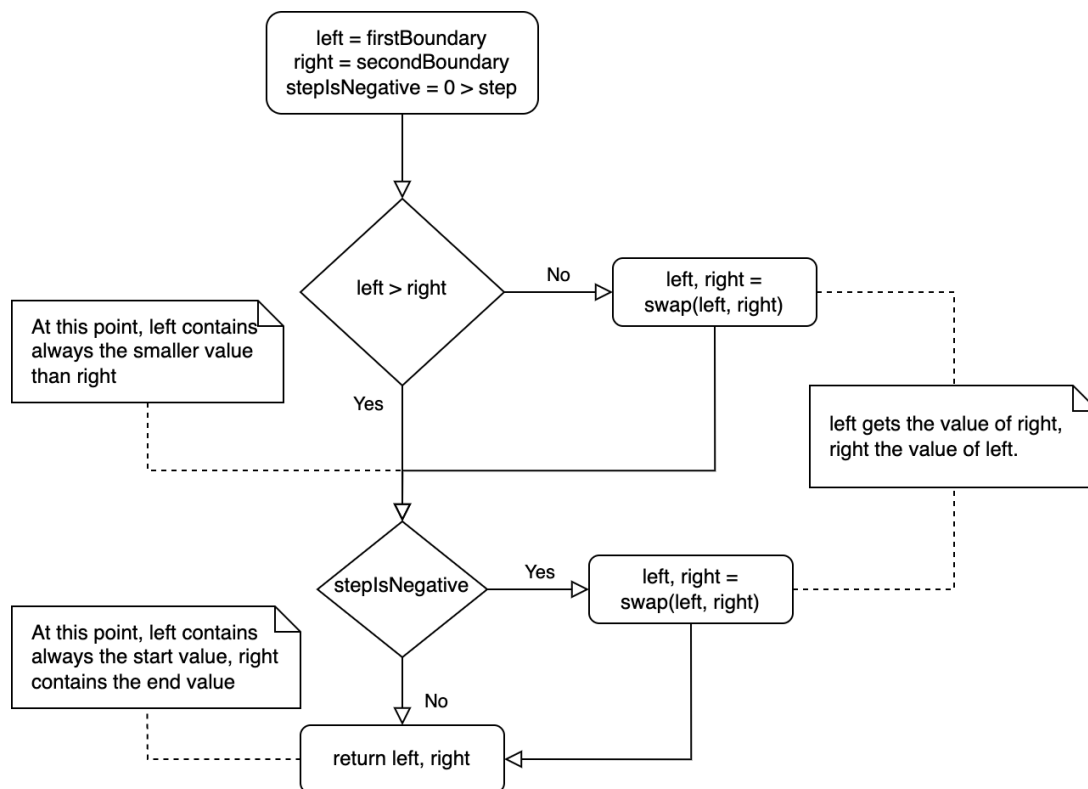 left = firstBoundary
right = secondBoundary
stepIsNegative = 0 > step
left > right
No
left, right =
swap(left, right)
At this point, left contains
always the smaller value
than right
Yes
left gets the value of right,
right the value of left.
stepIsNegative
Yes
left, right =
swap(left, right)
At this point, left contains
always the start value, right
contains the end value
No
return left, right